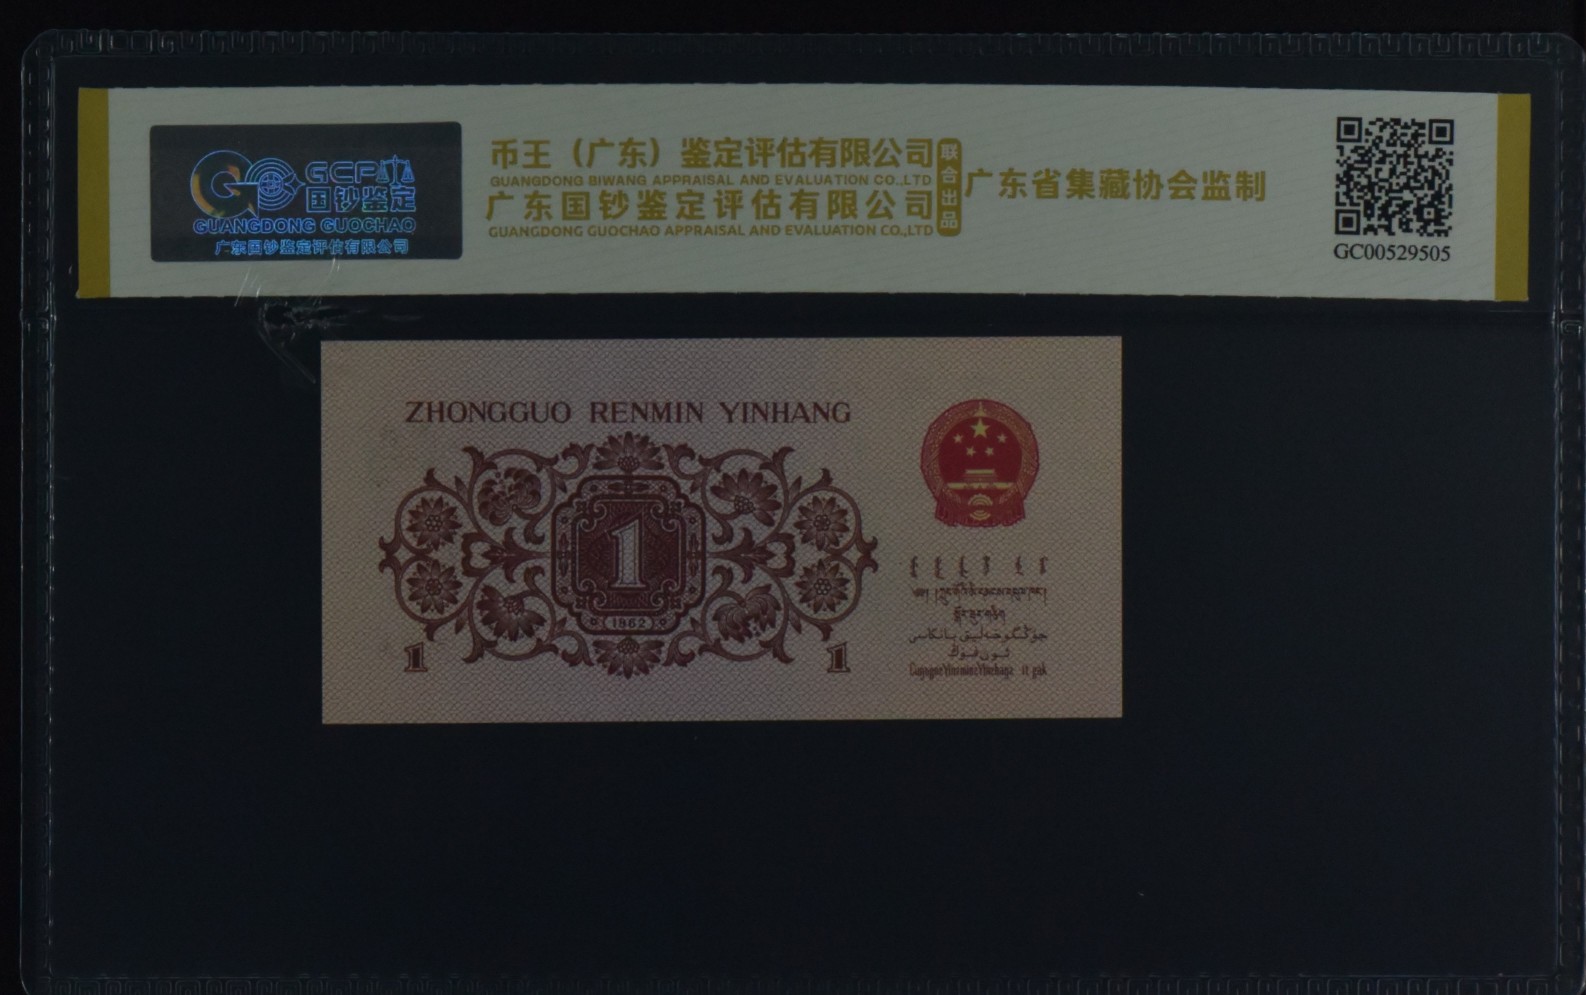 GCP
国钞鉴定
GUANGDONG GUOCHAO
广东国钞鉴定评估有限公司
币王（广东）鉴定评估有限公司
GUANGDONG BIWANG APPRAISAL AND EVALUATION CO.,LTD
广东国钞鉴定评估有限公司
GUANGDONG GUOCHAO APPRAISAL AND EVALUATION CO.,LTD
联合出品
广东省集藏协会监制
GC00529505
ZHONGGUO RENMIN YINHANG
1
1962
1
1
جۇڭگو خەلىق بانكاسى